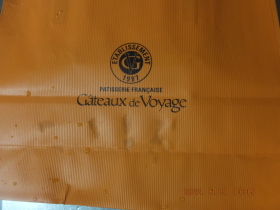 ETABLISSEMENT
1997
PATISSERIE FRANÇAISE
Gâteaux de Voyage